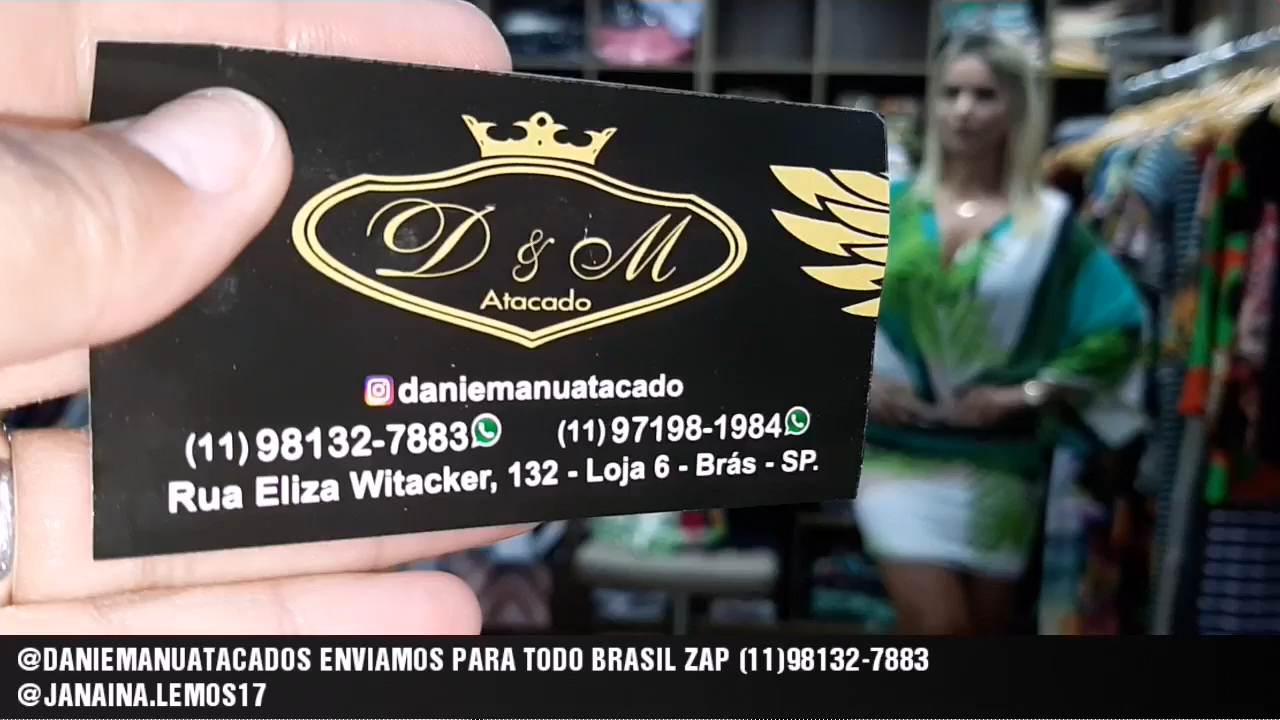 D & M
Atacado
daniemanuatacado
(11) 98132-7883 (11) 97198-1984
Rua Eliza Witacker, 132 - Loja 6 - Brás - SP.
@DANIEMANUATACADOS ENVIAMOS PARA TODO BRASIL ZAP (11)98132-7883
@JANAINA.LEMOS17